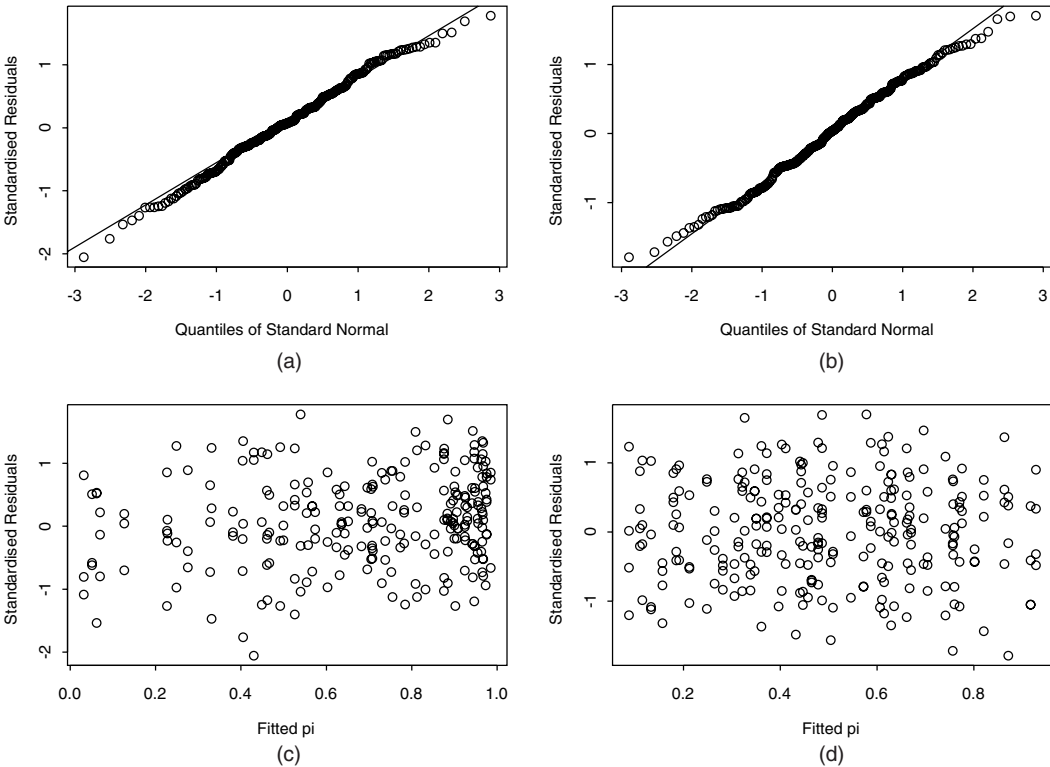 Standardised Residuals
1
0
-1
-2
-3 -2 -1 0 1 2 3
Quantiles of Standard Normal
(a)
Standardised Residuals
1
0
-1
-3 -2 -1 0 1 2 3
Quantiles of Standard Normal
(b)
Standardised Residuals
1
0
-1
-2
0.0 0.2 0.4 0.6 0.8 1.0
Fitted pi
(c)
Standardised Residuals
1
0
-1
0.2 0.4 0.6 0.8
Fitted pi
(d)